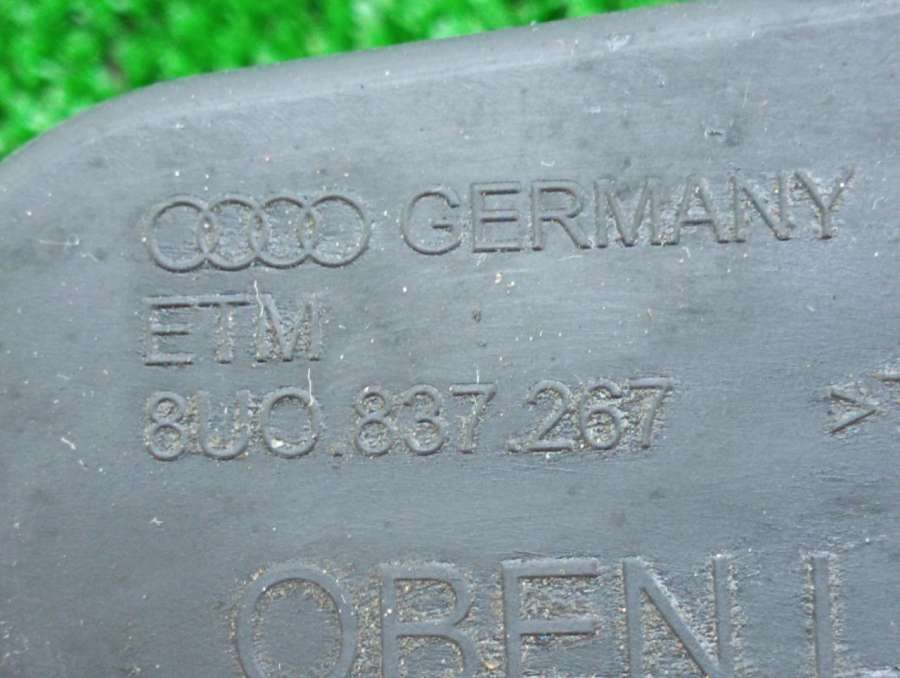 GERMANY
ETM
8U0.837.267
>
OBEN L